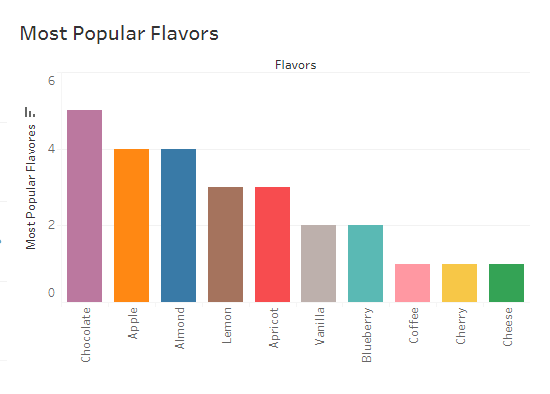 Most Popular Flavors
Flavors
Most Popular Flavores
6
4
2
0
Chocolate
Apple
Almond
Lemon
Apricot
Vanilla
Blueberry
Coffee
Cherry
Cheese